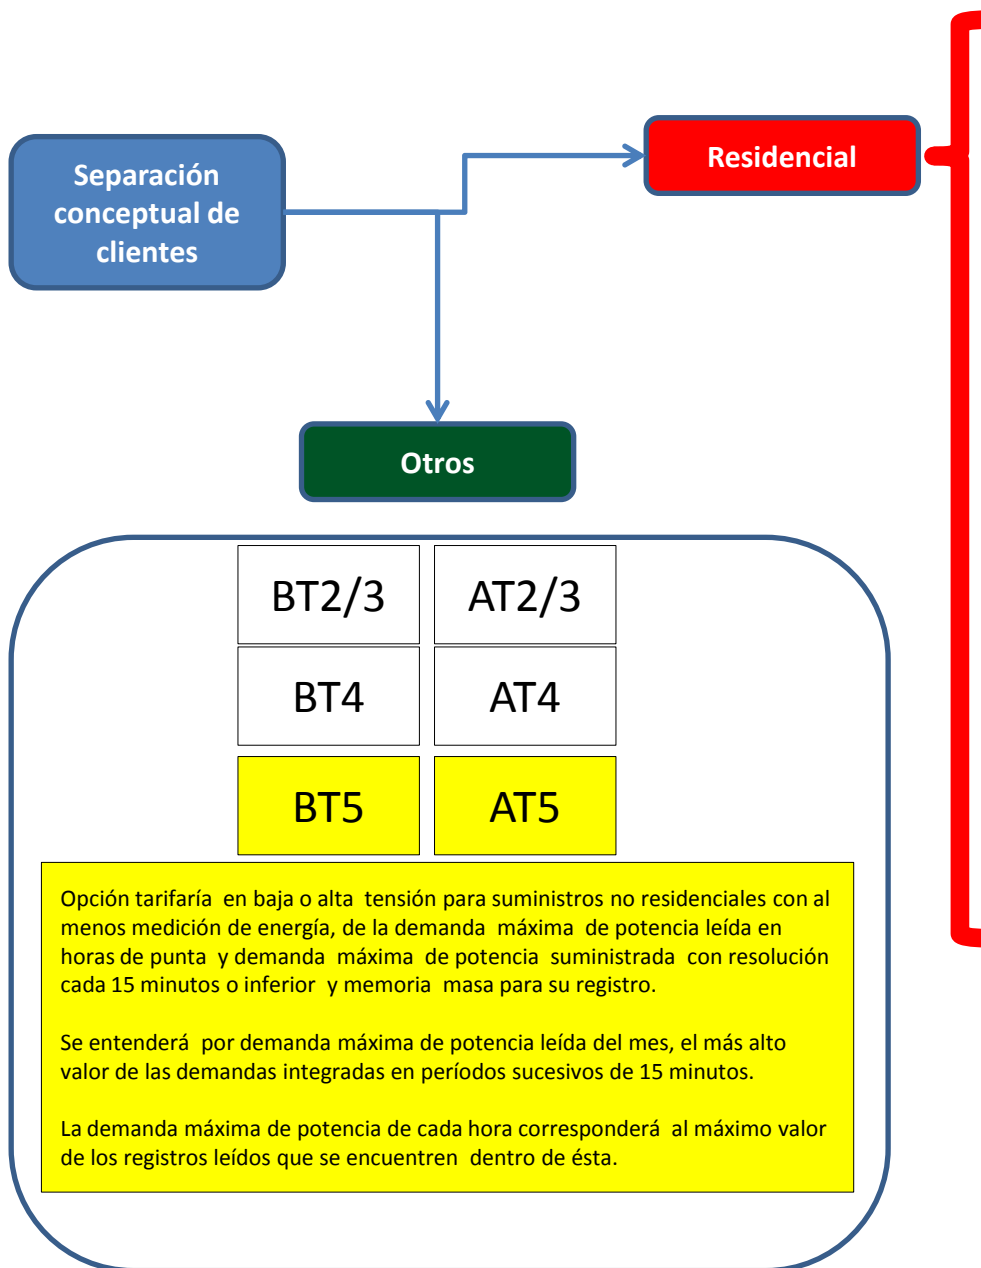 Separación
conceptual de
clientes
Residencial
Otros
BT2/3
AT2/3
BT4
AT4
BT5
AT5
Opción tarifaría en baja o alta tensión para suministros no residenciales con al
menos medición de energía, de la demanda máxima de potencia leída en
horas de punta y demanda máxima de potencia suministrada con resolución
cada 15 minutos o inferior y memoria masa para su registro.
Se entenderá por demanda máxima de potencia leída del mes, el más alto
valor de las demandas integradas en períodos sucesivos de 15 minutos.
La demanda máxima de potencia de cada hora corresponderá al máximo valor
de los registros leídos que se encuentren dentro de ésta.